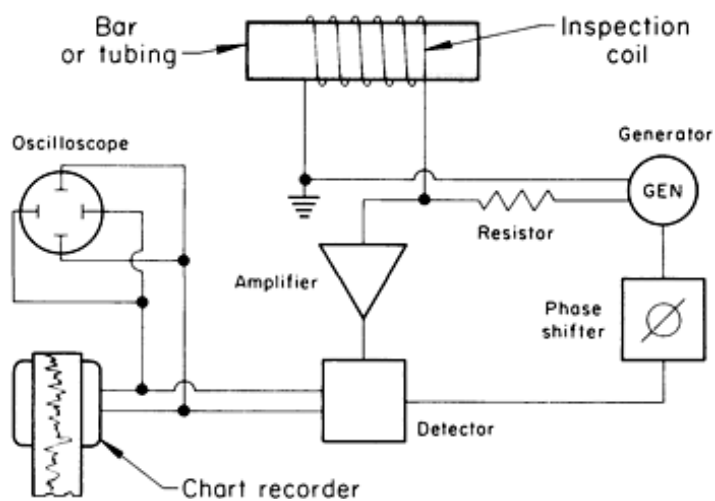 Bar
or tubing
Inspection
coil
Oscilloscope
Generator
GEN
Resistor
Amplifier
Phase
shifter
Detector
Chart recorder